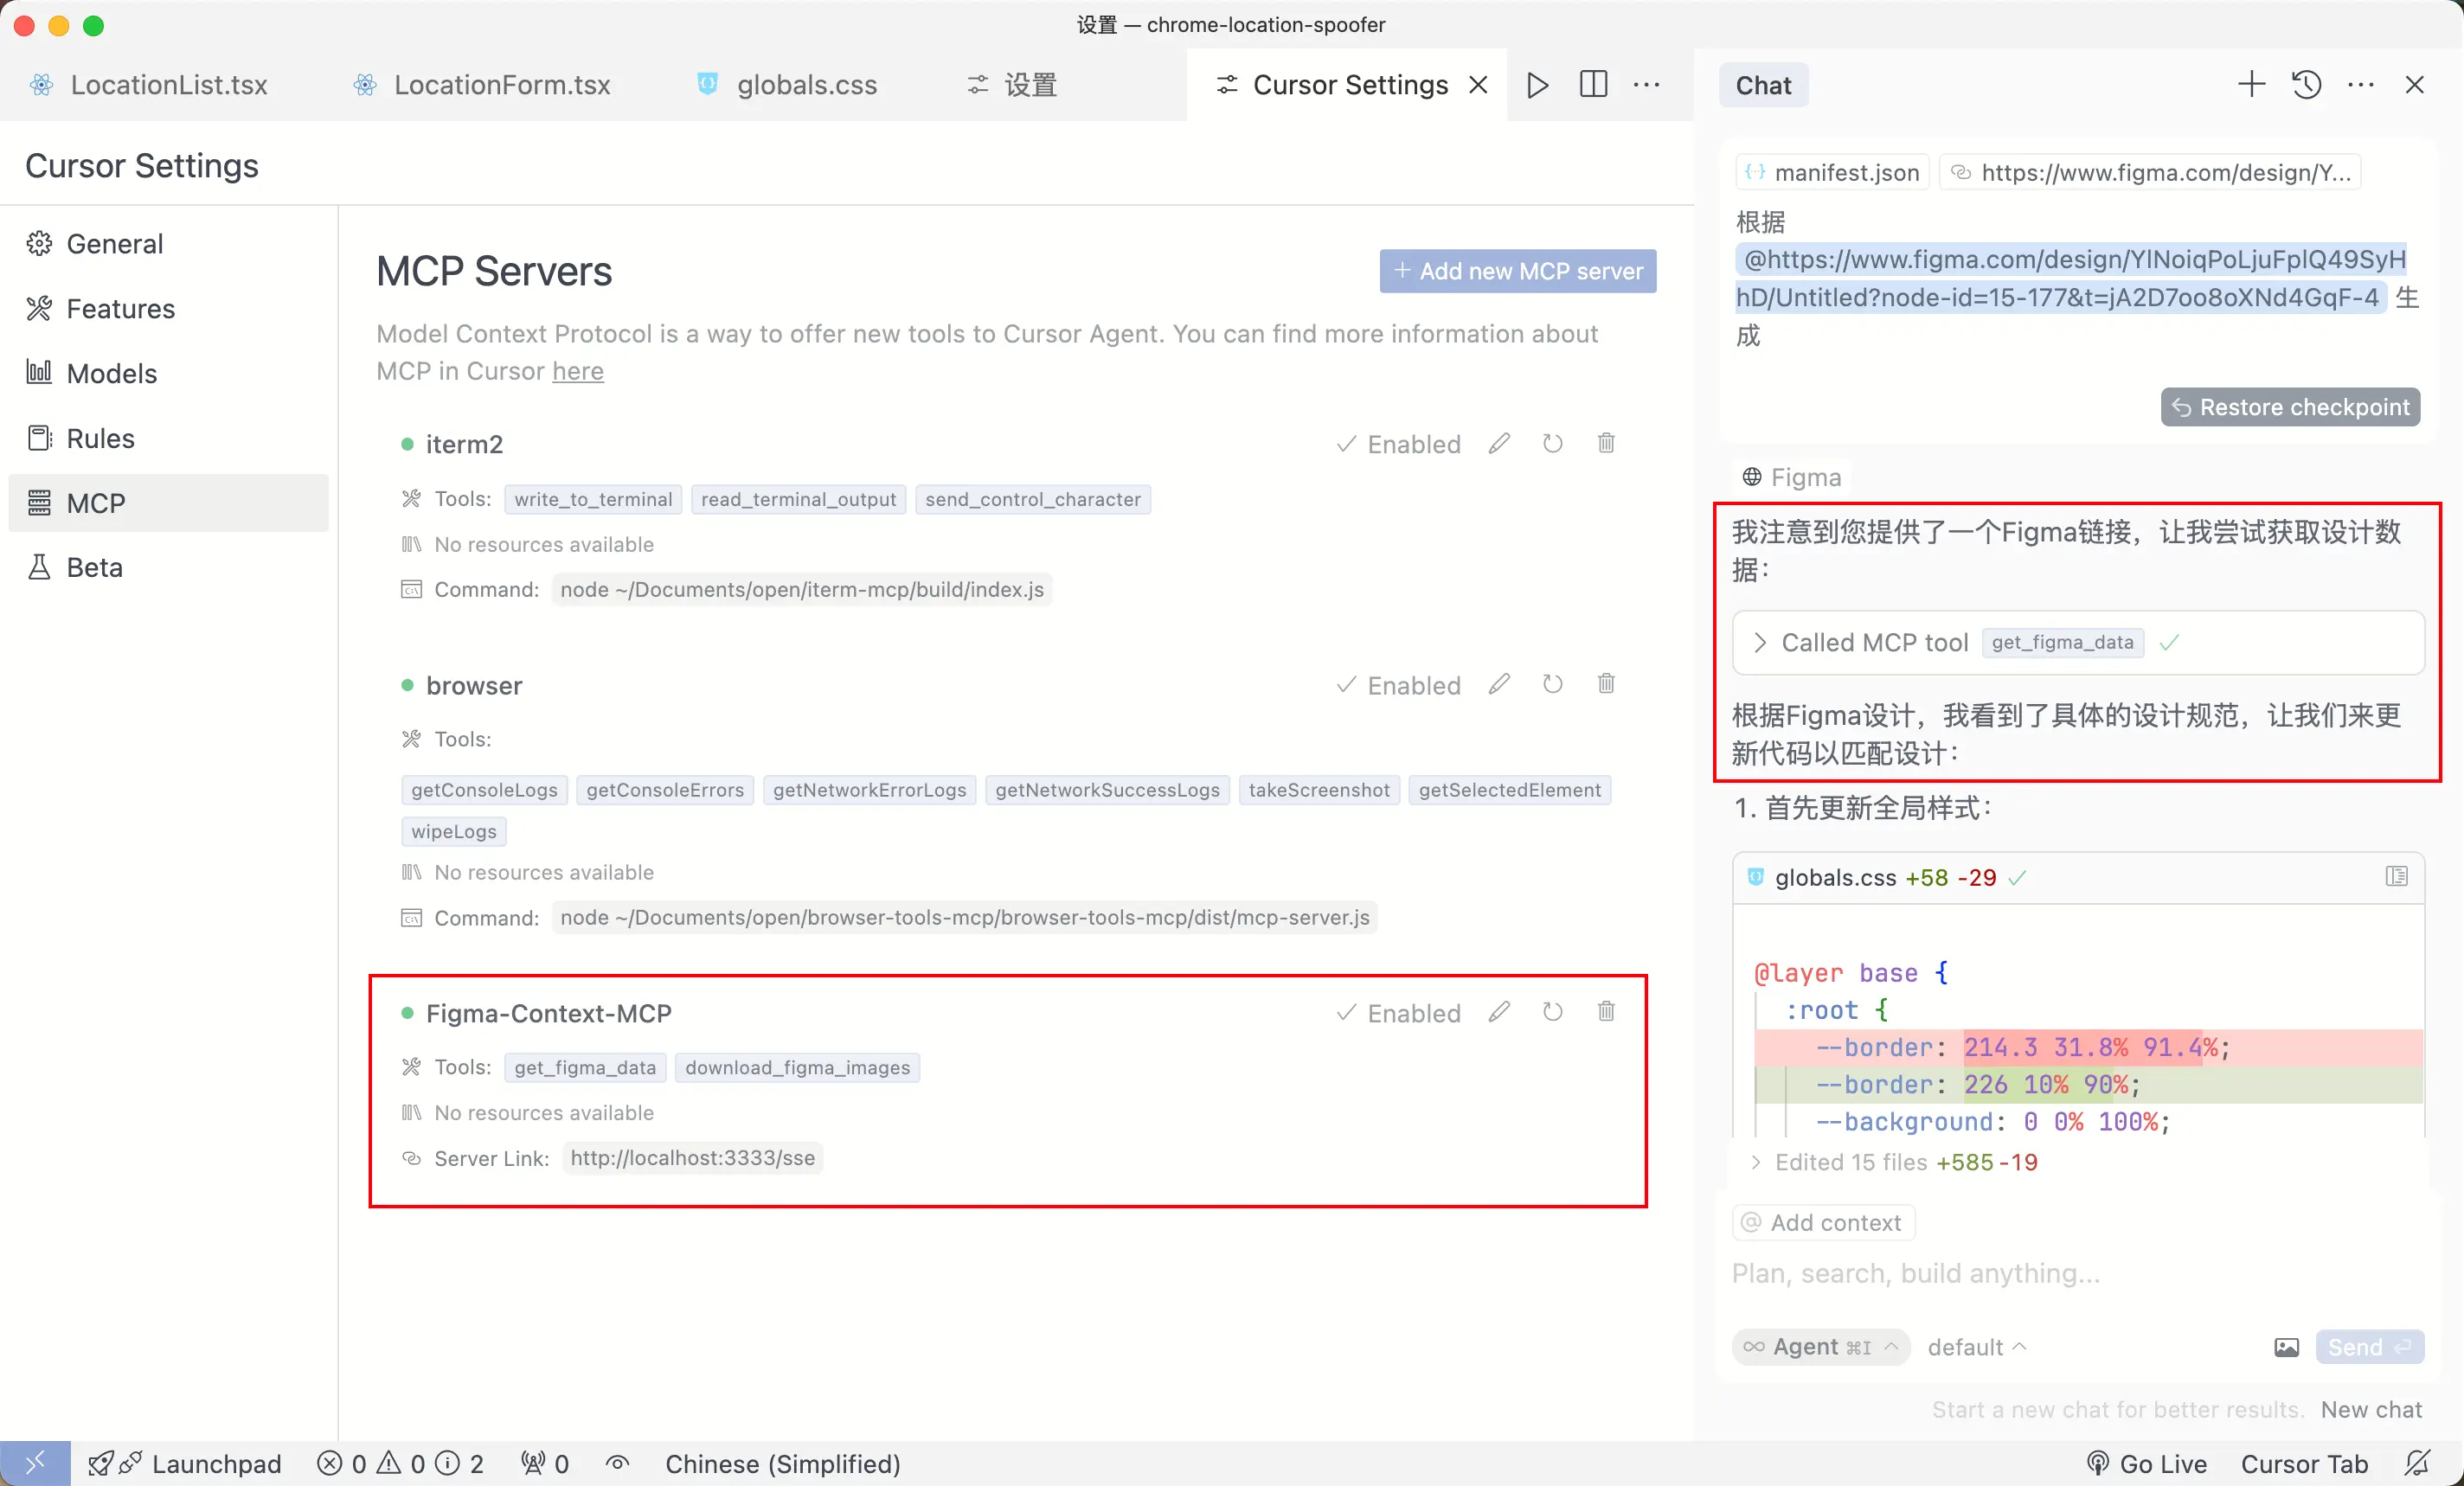 设置 — chrome-location-spoofer
LocationList.tsx
LocationForm.tsx
globals.css
设置
Cursor Settings
Cursor Settings
General
Features
Models
Rules
MCP
Beta
MCP Servers
+ Add new MCP server
Model Context Protocol is a way to offer new tools to Cursor Agent. You can find more information about
MCP in Cursor here
iterm2
Enabled
Tools: write_to_terminal read_terminal_output send_control_character
No resources available
Command: node ~/Documents/open/iterm-mcp/build/index.js
browser
Enabled
Tools:
getConsoleLogs getConsoleErrors getNetworkErrorLogs getNetworkSuccessLogs takeScreenshot getSelectedElement
wipeLogs
No resources available
Command: node ~/Documents/open/browser-tools-mcp/browser-tools-mcp/dist/mcp-server.js
Figma-Context-MCP
Enabled
Tools: get_figma_data download_figma_images
No resources available
Server Link: http://localhost:3333/sse
Chat
manifest.json https://www.figma.com/design/Y...
根据
@https://www.figma.com/design/YlNoiqPoLjuFplQ49SyH
hD/Untitled?node-id=15-177&t=jA2D7oo8oXNd4GqF-4 生
成
Restore checkpoint
Figma
我注意到您提供了一个Figma链接，让我尝试获取设计数
据：
Called MCP tool get_figma_data
根据Figma设计，我看到了具体的设计规范，让我们来更
新代码以匹配设计：
1. 首先更新全局样式：
globals.css +58 -29
@layer base {
:root {
--border: 214.3 31.8% 91.4%;
--border: 226 10% 90%;
--background: 0 0% 100%;
Edited 15 files +585 -19
@ Add context
Plan, search, build anything...
Agent ⌘I
default
Send
Start a new chat for better results. New chat
Launchpad
0 0 2
0
Chinese (Simplified)
Go Live
Cursor Tab